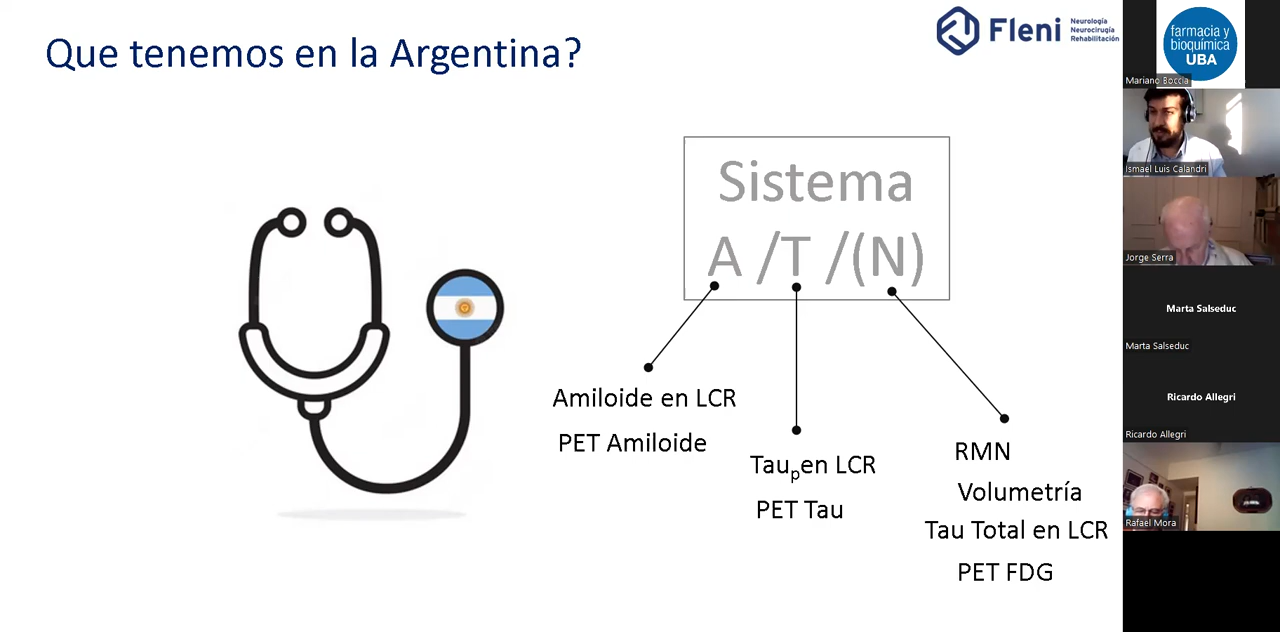 Que tenemos en la Argentina?
Fleni
Neurología
Neurocirugía
Rehabilitación
Sistema
A /T /(N)
Amiloide en LCR
PET Amiloide
Taupen LCR
PET Tau
RMN
Volumetría
Tau Total en LCR
PET FDG
farmacia y
bioquímica
UBA
Mariano Boccia
Ismael Luis Calandri
Jorge Serra
Marta Salseduc
Marta Salseduc
Ricardo Allegri
Ricardo Allegri
Rafael Mora